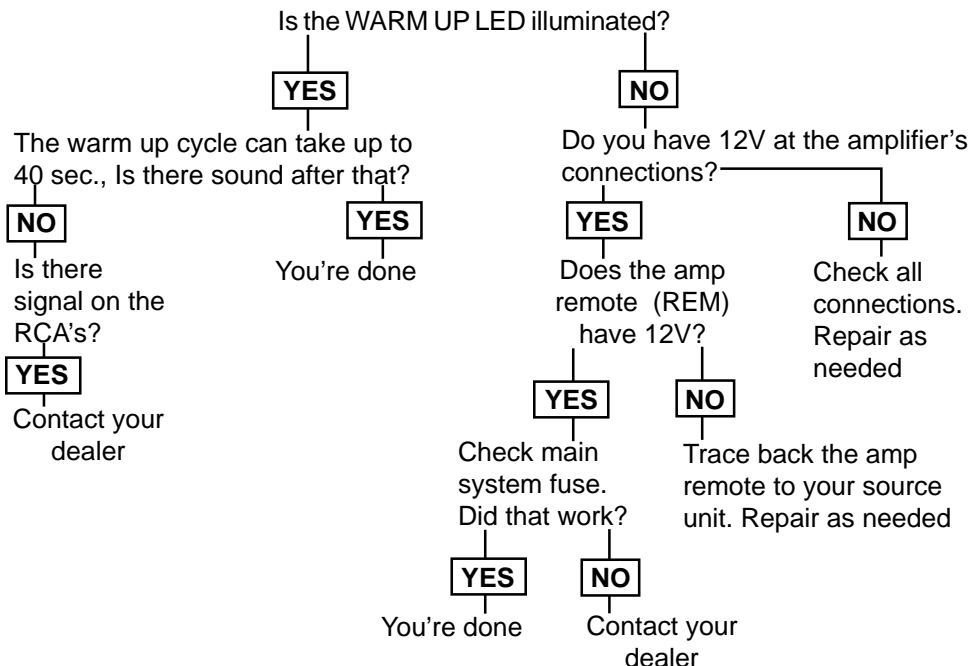 Is the WARM UP LED illuminated?
YES
NO
The warm up cycle can take up to
40 sec., Is there sound after that?
Do you have 12V at the amplifier's
connections?
NO
YES
YES
NO
Is there
signal on the
RCA's?
You're done
Does the amp
remote (REM)
have 12V?
Check all
connections.
Repair as
needed
YES
Contact your
dealer
YES
NO
Check main
system fuse.
Did that work?
Trace back the amp
remote to your source
unit. Repair as needed
YES
NO
You're done
Contact your
dealer